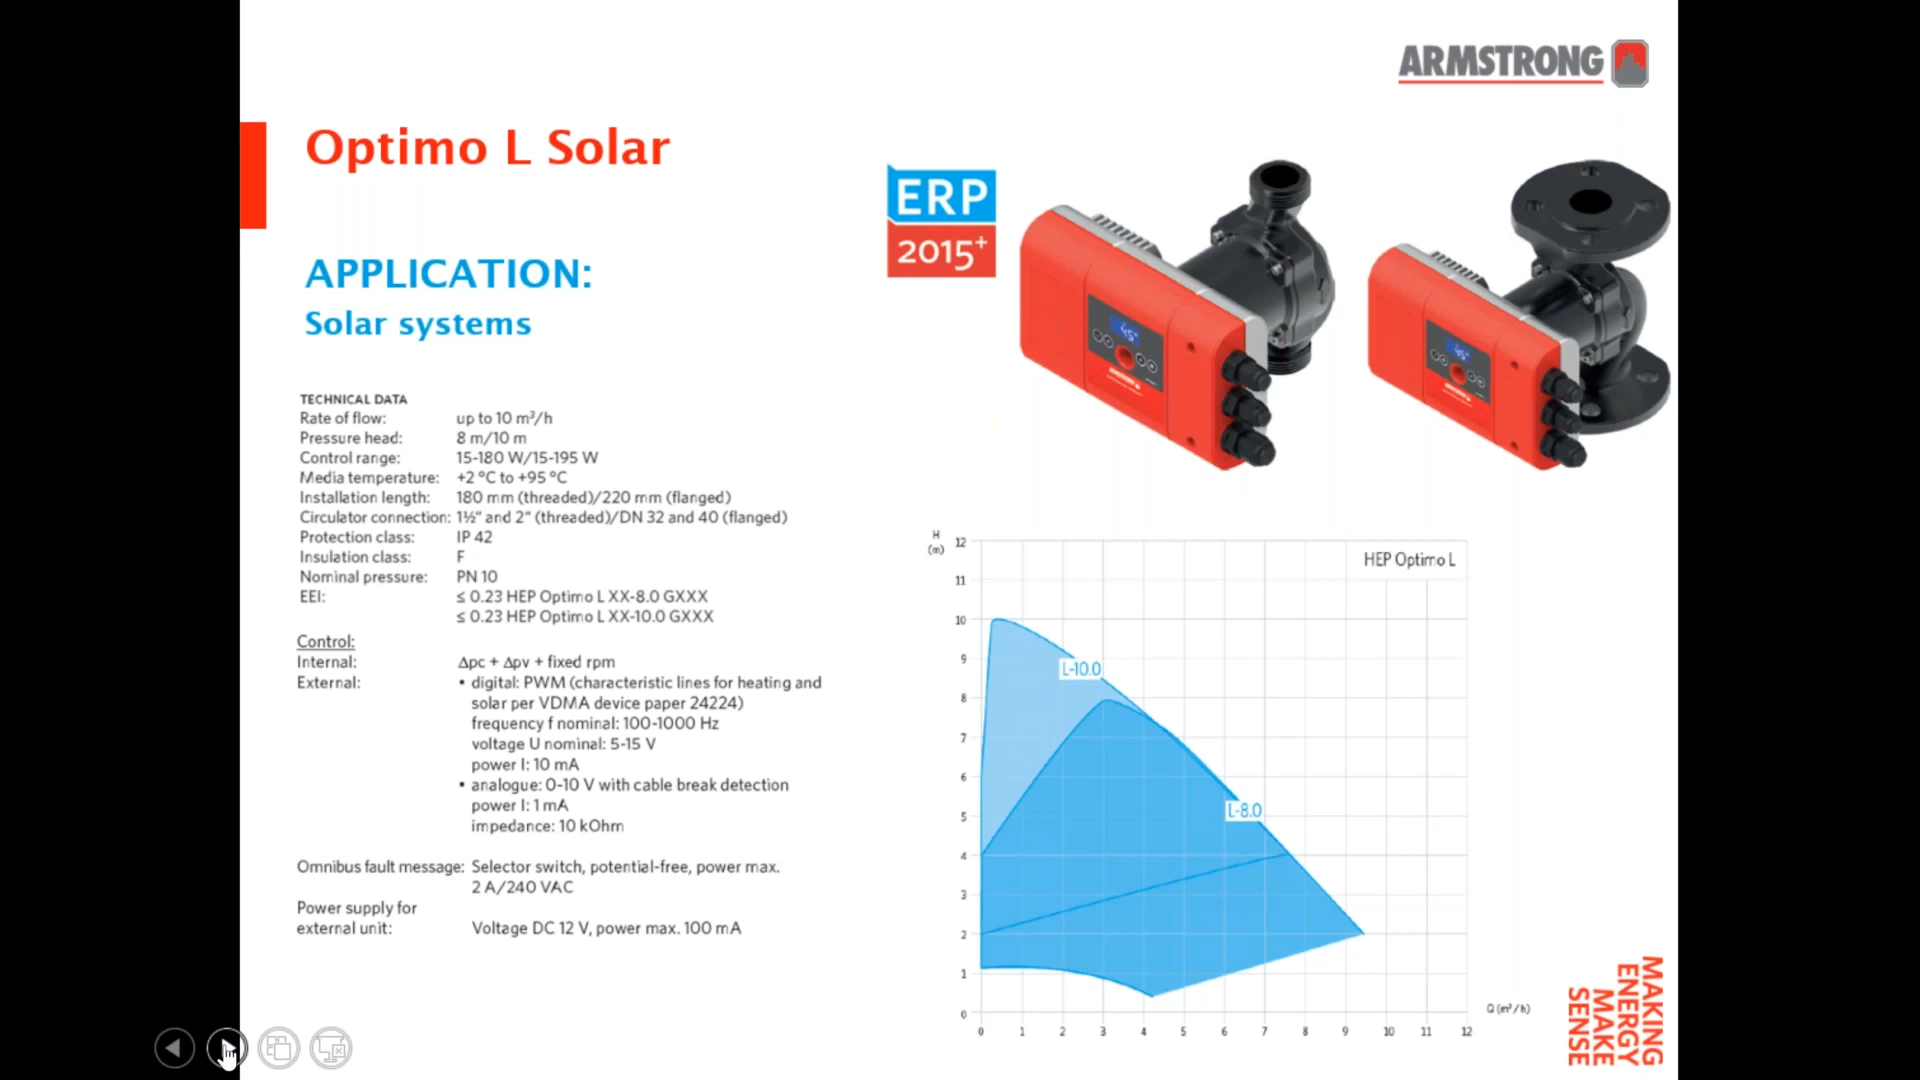 ARMSTRONG
Optimo L Solar
ERP
2015+
APPLICATION:
Solar systems
45°
ARMSTRONG
45°
TECHNICAL DATA
Rate of flow: up to 10 m³/h
Pressure head: 8 m/10 m
Control range: 15-180 W/15-195 W
Media temperature: +2 °C to +95 °C
Installation length: 180 mm (threaded)/220 mm (flanged)
Circulator connection: 1½" and 2" (threaded)/DN 32 and 40 (flanged)
Protection class: IP 42
Insulation class: F
Nominal pressure: PN 10
EEI: ≤ 0.23 HEP Optimo L XX-8.0 GXXX
≤ 0.23 HEP Optimo L XX-10.0 GXXX
Control:
Internal: Δpc + Δpv + fixed rpm
External: • digital: PWM (characteristic lines for heating and
solar per VDMA device paper 24224)
frequency f nominal: 100-1000 Hz
voltage U nominal: 5-15 V
power I: 10 mA
• analogue: 0-10 V with cable break detection
power I: 1 mA
impedance: 10 kOhm
Omnibus fault message: Selector switch, potential-free, power max.
2 A/240 VAC
Power supply for
external unit: Voltage DC 12 V, power max. 100 mA
H
(m)
HEP Optimo L
12
11
10
9
8
7
6
5
4
3
2
1
0
L-10.0
L-8.0
0 1 2 3 4 5 6 7 8 9 10 11 12
Q (m³/h)
MAKING
ENERGY
MAKE
SENSE